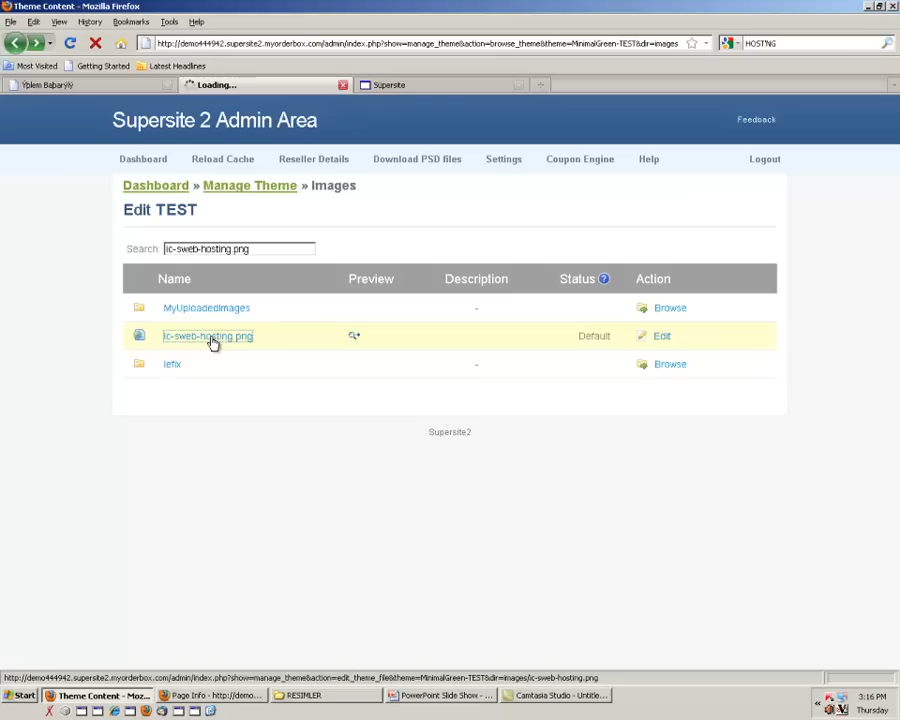 Theme Content - Mozilla Firefox
File Edit View History Bookmarks Tools Help
http://demo444942.supersite2.myorderbox.com/admin/index.php?show=manage_theme&action=browse_theme&theme=MinimalGreen-TEST&dir=images
HOSTNG
Most Visited Getting Started Latest Headlines
Loading... Supersite
Supersite 2 Admin Area
Feedback
Dashboard Reload Cache Reseller Details Download PSD files Settings Coupon Engine Help Logout
Dashboard » Manage Theme » Images
Edit TEST
Search: ic-sweb-hosting.png
Name Preview Description Status ? Action
MyUploadedImages - Browse
ic-sweb-hosting.png Default Edit
iefix - Browse
Supersite2
http://demo444942.supersite2.myorderbox.com/admin/index.php?show=manage_theme&action=edit_theme_file&theme=MinimalGreen-TEST&dir=images/ic-sweb-hosting.png
Start Theme Content - Moz... Page Info - http://demo... RESIMLER PowerPoint Slide Show - ... Camtasia Studio - Untitle... 3:16 PM
Thursday